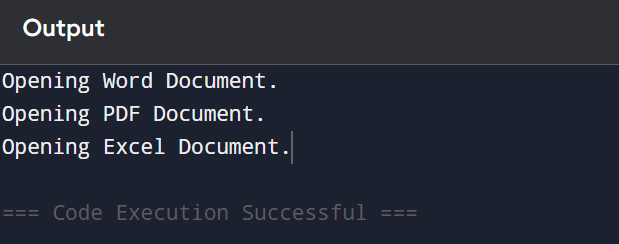 Output
Opening Word Document.
Opening PDF Document.
Opening Excel Document.
=== Code Execution Successful ===